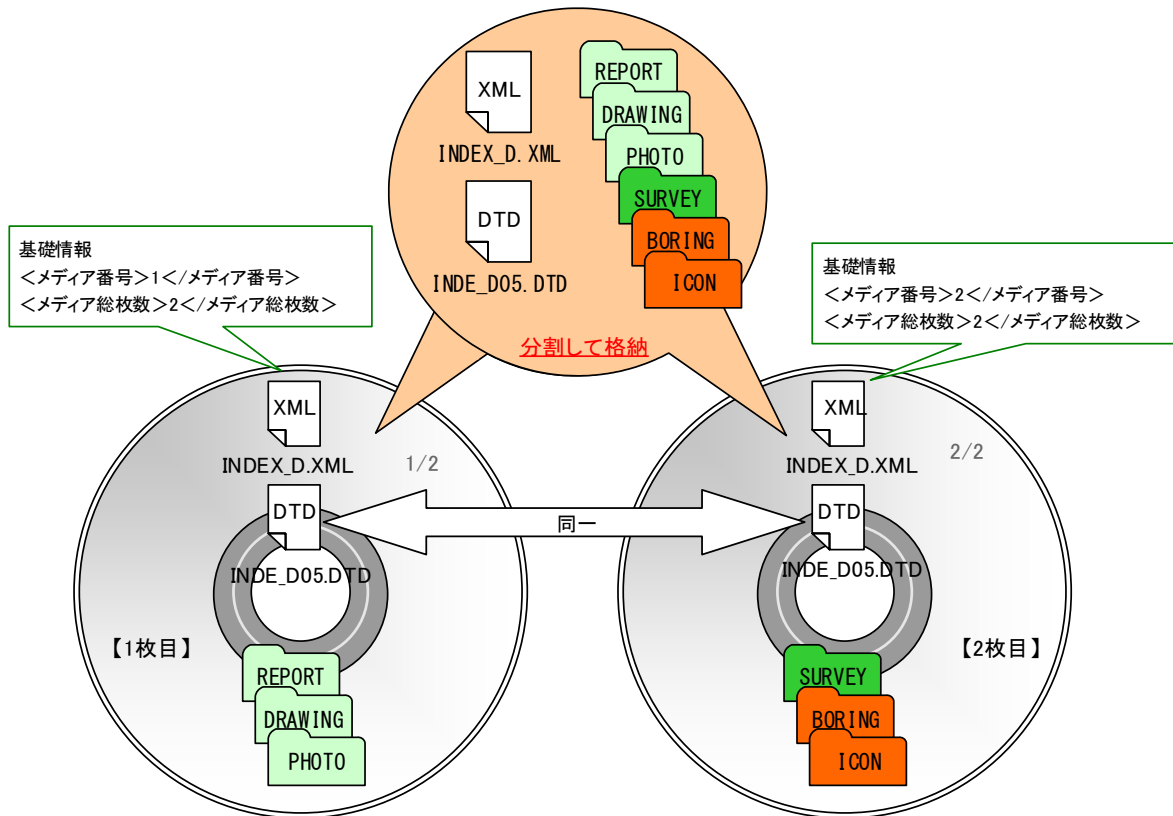 XML
INDEX_D.XML
DTD
INDE_D05.DTD
REPORT
DRAWING
PHOTO
SURVEY
BORING
ICON
分割して格納
基礎情報
<メディア番号>1</メディア番号>
<メディア総枚数>2</メディア総枚数>
基礎情報
<メディア番号>2</メディア番号>
<メディア総枚数>2</メディア総枚数>
XML
INDEX_D.XML
1/2
DTD
INDE_D05.DTD
【1枚目】
REPORT
DRAWING
PHOTO
同一
XML
INDEX_D.XML
2/2
DTD
INDE_D05.DTD
【2枚目】
SURVEY
BORING
ICON